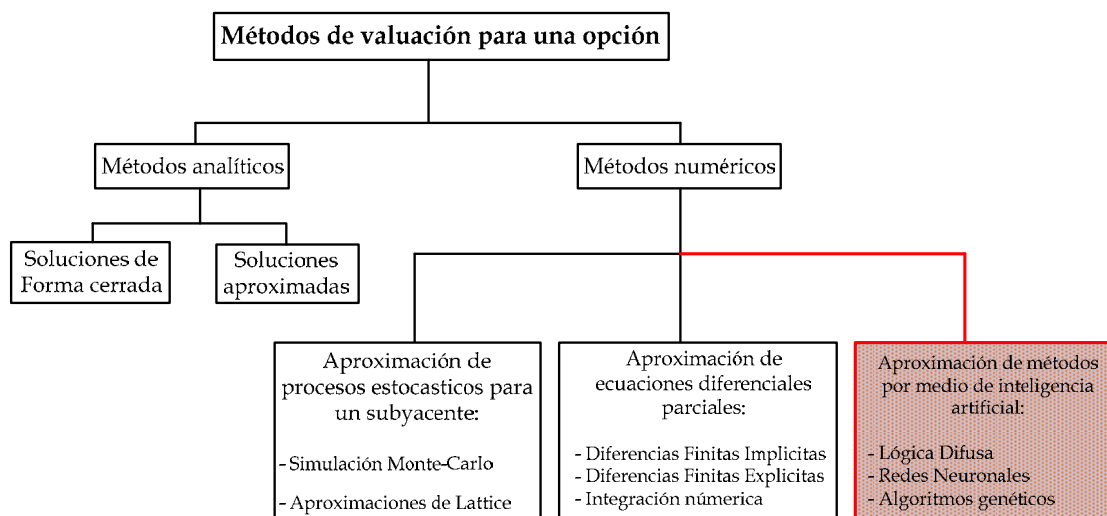 Métodos de valuación para una opción
Métodos analíticos
Métodos numéricos
Soluciones de
Forma cerrada
Soluciones
aproximadas
Aproximación de
procesos estocasticos para
un subyacente:
- Simulación Monte-Carlo
- Aproximaciones de Lattice
Aproximación de
ecuaciones diferenciales
parciales:
- Diferencias Finitas Implicitas
- Diferencias Finitas Explicitas
- Integración númerica
Aproximación de métodos
por medio de inteligencia
artificial:
- Lógica Difusa
- Redes Neuronales
- Algoritmos genéticos